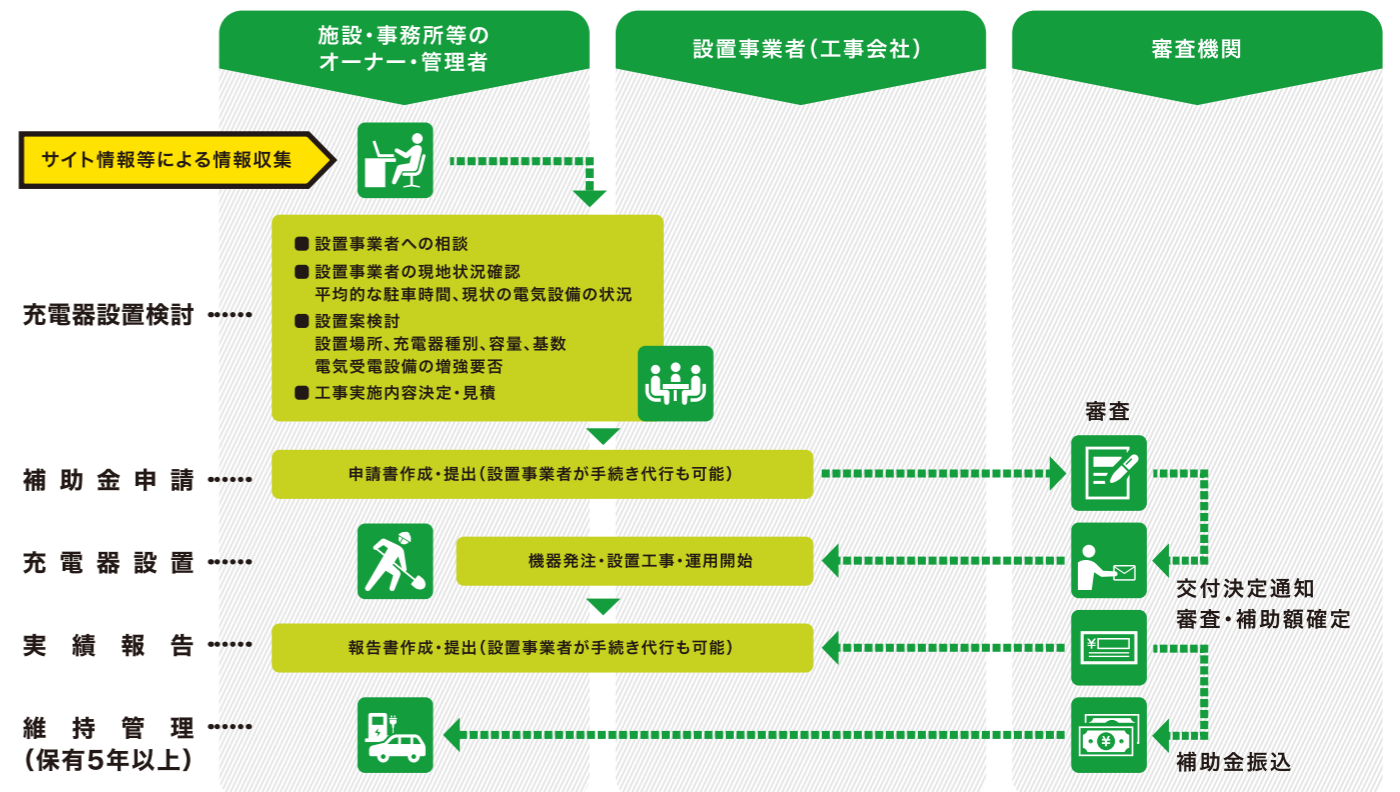 施設・事務所等の
オーナー・管理者
設置事業者（工事会社）
審査機関
サイト情報等による情報収集
充電器設置検討
■ 設置事業者への相談
■ 設置事業者の現地状況確認
平均的な駐車時間、現状の電気設備の状況
■ 設置案検討
設置場所、充電器種別、容量、基数
電気受電設備の増強要否
■ 工事実施内容決定・見積
審査
補助金申請
申請書作成・提出（設置事業者が手続き代行も可能）
充電器設置
機器発注・設置工事・運用開始
交付決定通知
審査・補助額確定
実績報告
報告書作成・提出（設置事業者が手続き代行も可能）
¥
維持管理
（保有5年以上）
¥
補助金振込